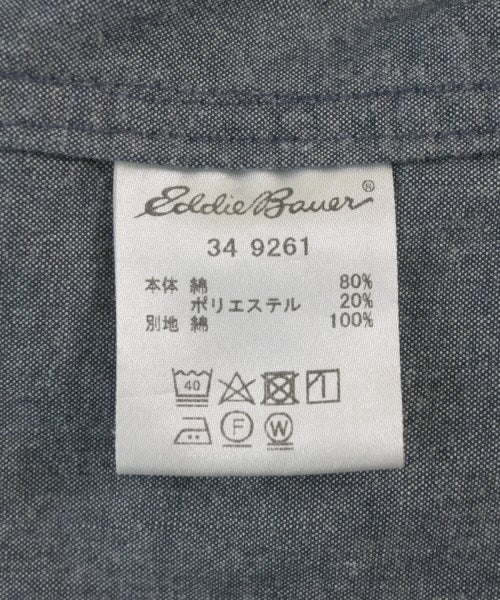 Eddie Bauer®
34 9261
本体 綿 80%
ポリエステル 20%
別地 綿 100%
40
F W